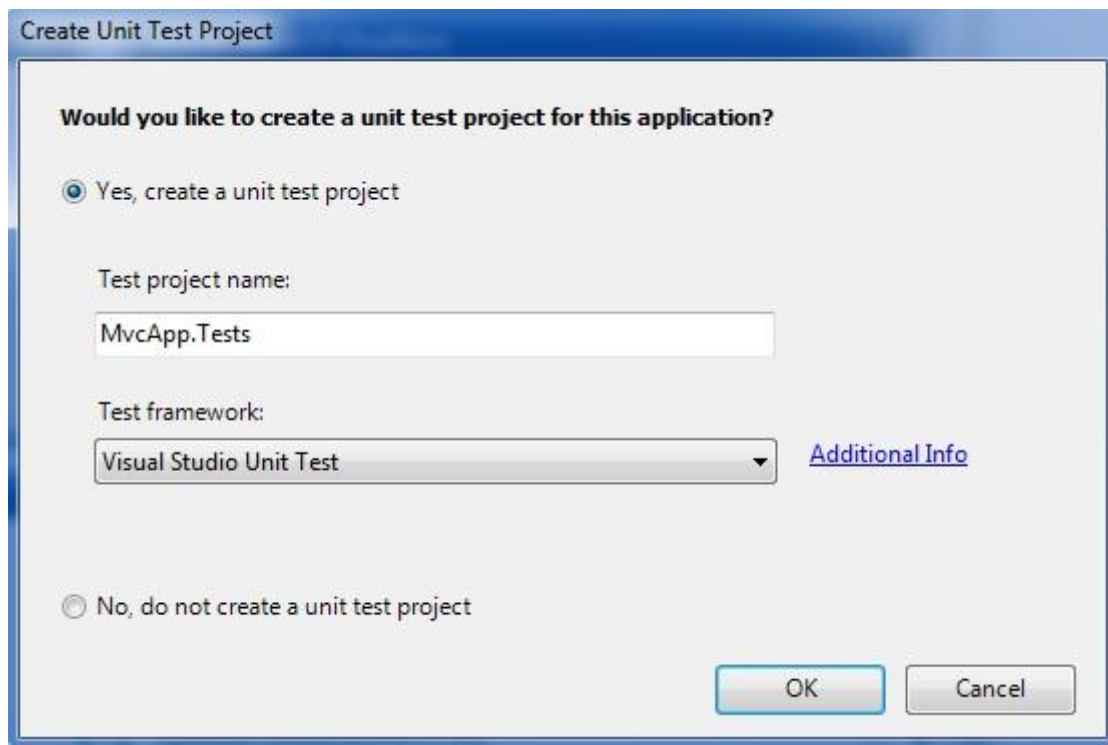 Create Unit Test Project
Would you like to create a unit test project for this application?
Yes, create a unit test project
Test project name:
MvcApp.Tests
Test framework:
Visual Studio Unit Test
Additional Info
No, do not create a unit test project
OK
Cancel